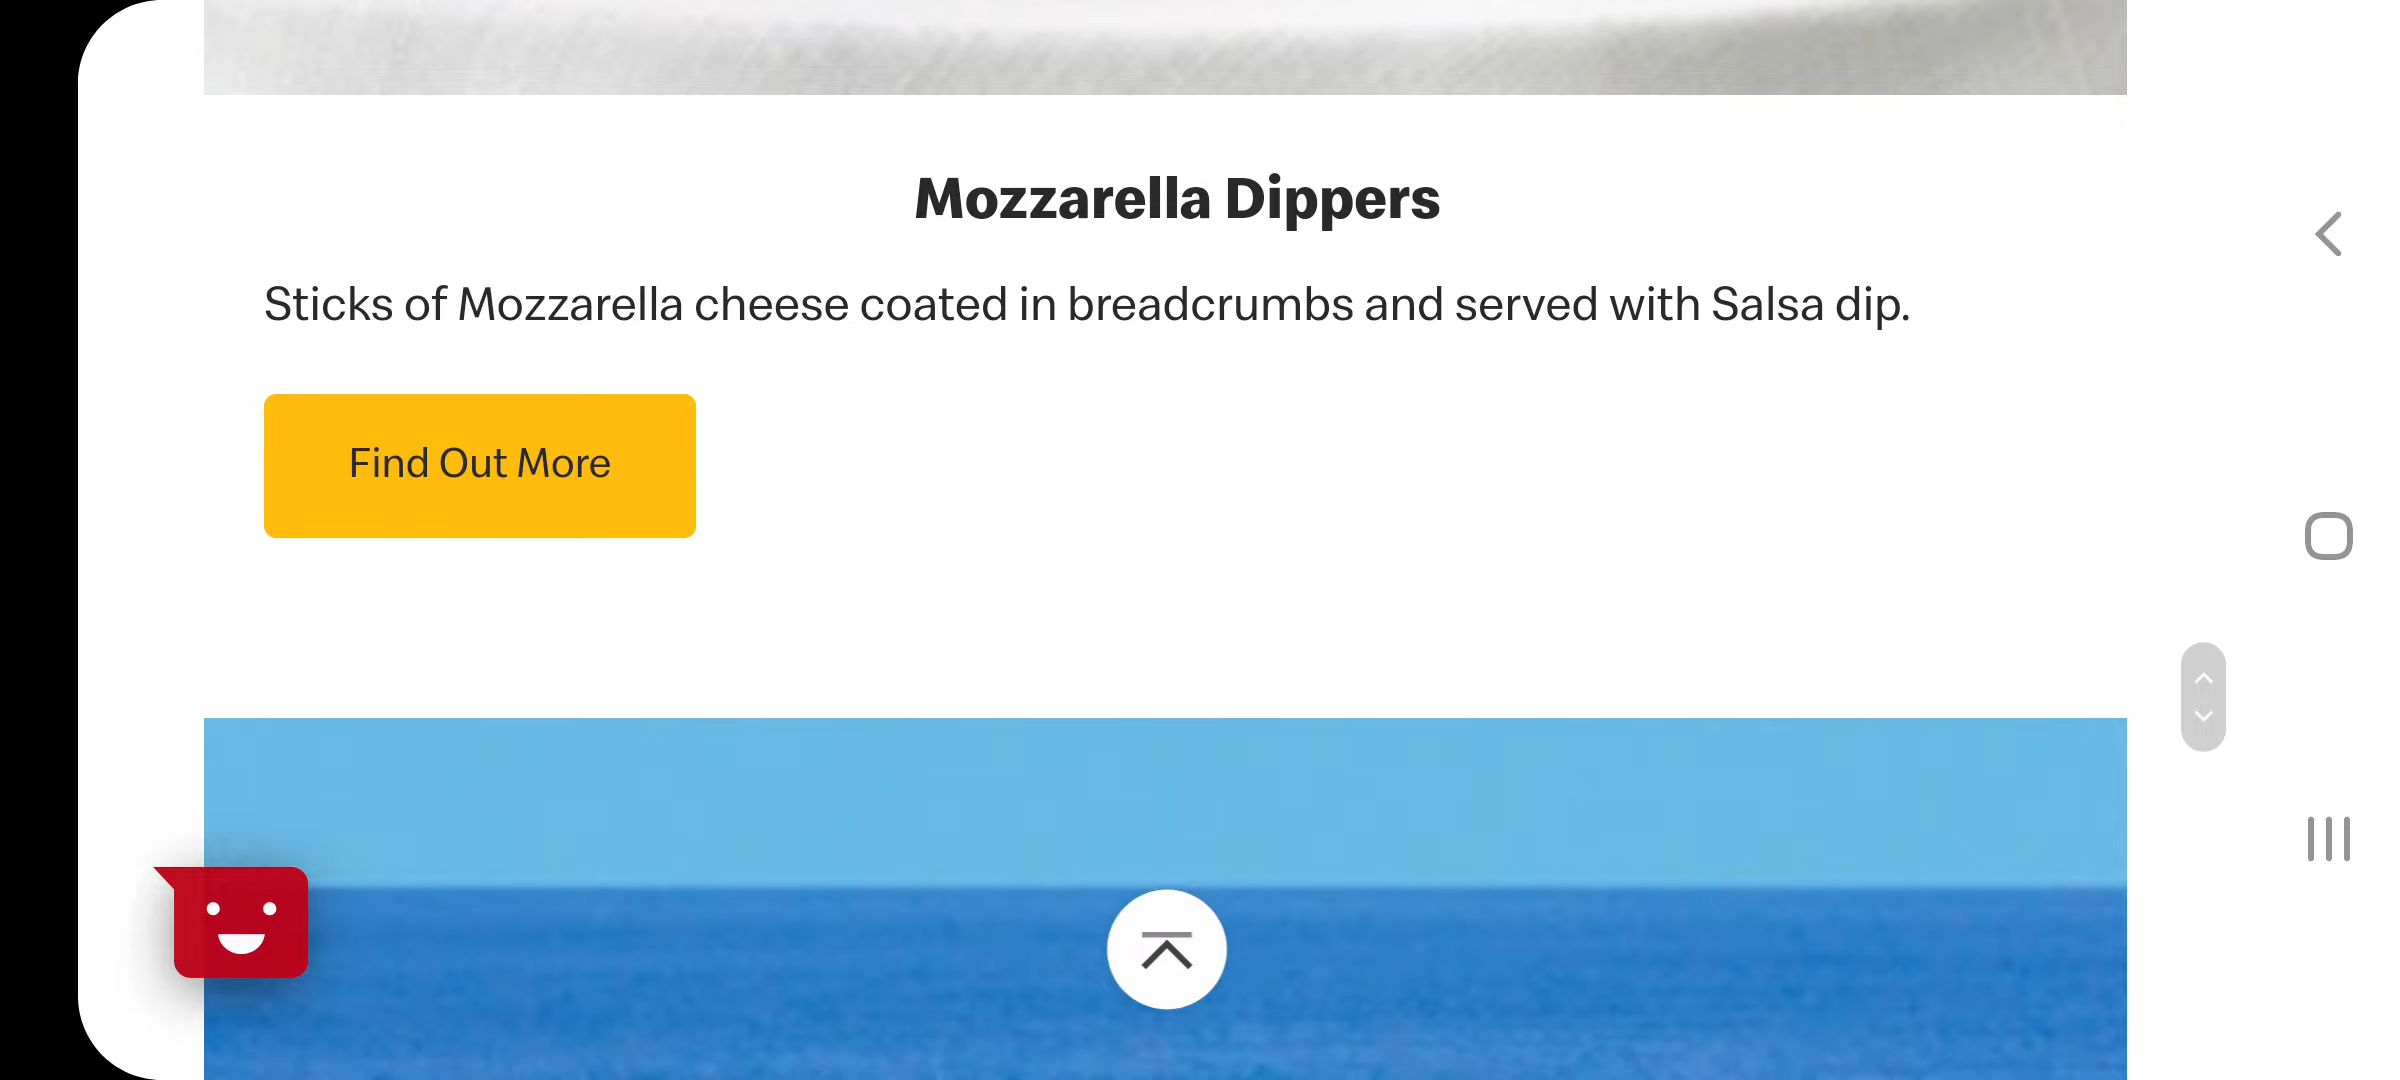 Mozzarella Dippers
Sticks of Mozzarella cheese coated in breadcrumbs and served with Salsa dip.
Find Out More